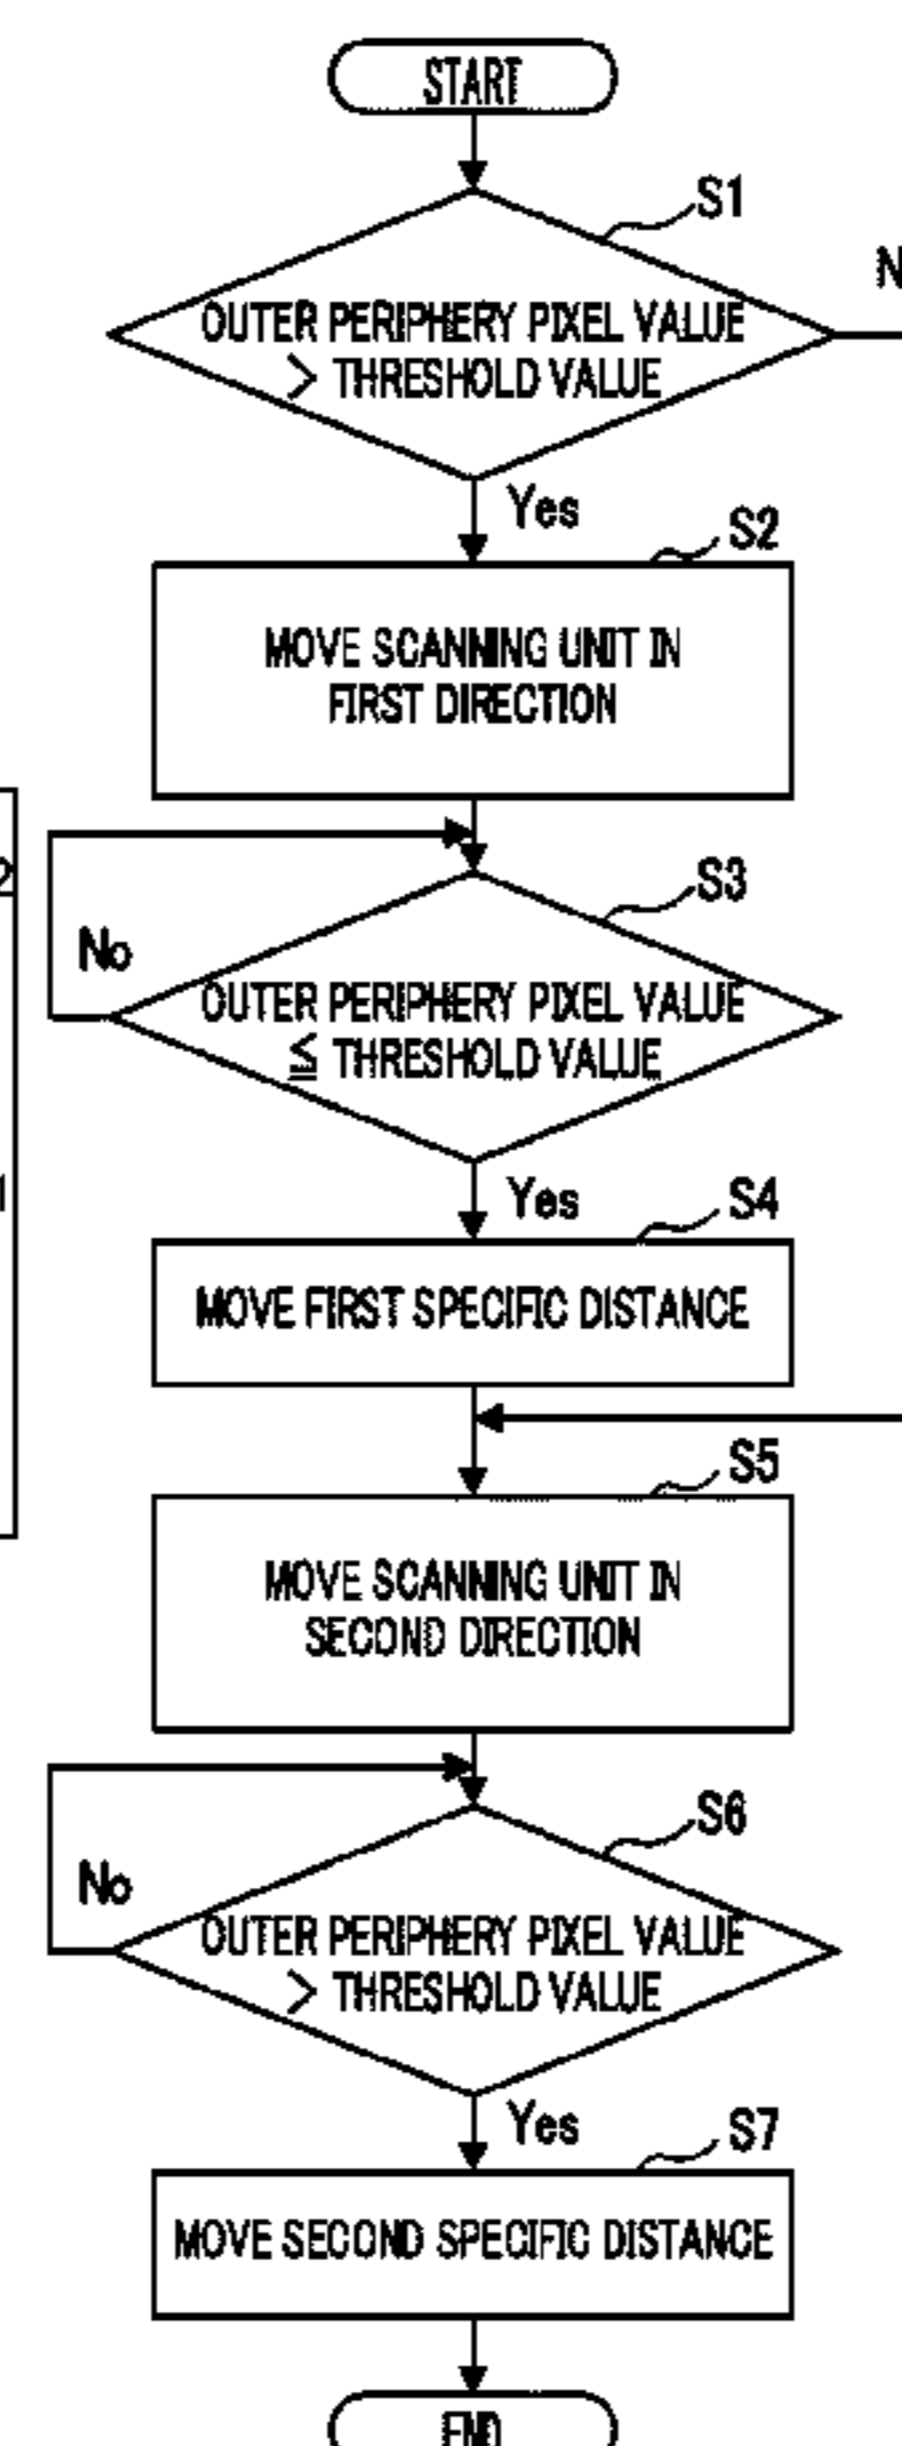 START
S1
N
OUTER PERIPHERY PIXEL VALUE
> THRESHOLD VALUE
Yes
S2
MOVE SCANNING UNIT IN
FIRST DIRECTION
2
S3
No
OUTER PERIPHERY PIXEL VALUE
≦ THRESHOLD VALUE
1
Yes
S4
MOVE FIRST SPECIFIC DISTANCE
S5
MOVE SCANNING UNIT IN
SECOND DIRECTION
S6
No
OUTER PERIPHERY PIXEL VALUE
> THRESHOLD VALUE
Yes
S7
MOVE SECOND SPECIFIC DISTANCE
END